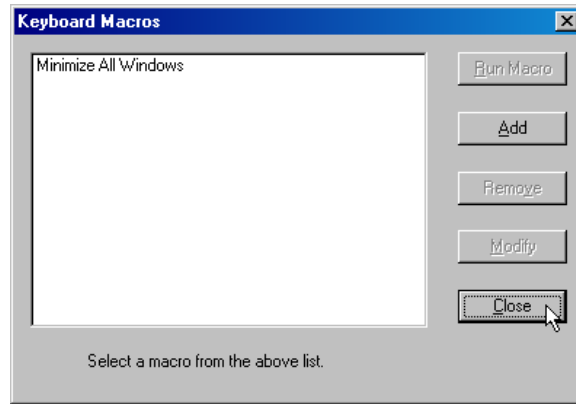 Keyboard Macros
Minimize All Windows
Run Macro
Add
Remove
Modify
Close
Select a macro from the above list.